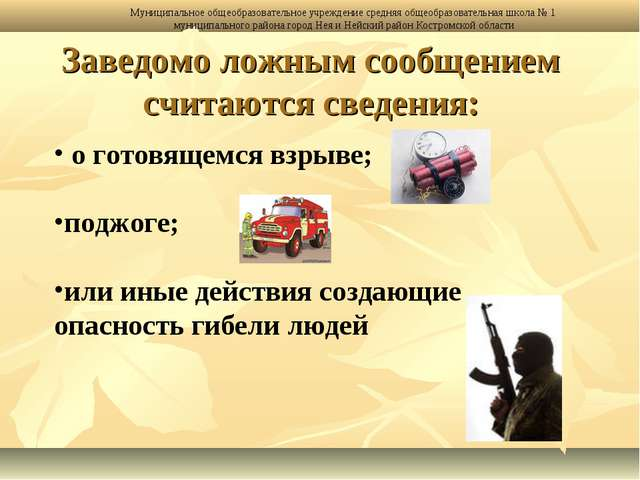 Муниципальное общеобразовательное учреждение средняя общеобразовательная школа № 1
муниципального района город Нея и Нейский район Костромской области
Заведомо ложным сообщением
считаются сведения:
• о готовящемся взрыве;
•поджоге;
•или иные действия создающие
опасность гибели людей